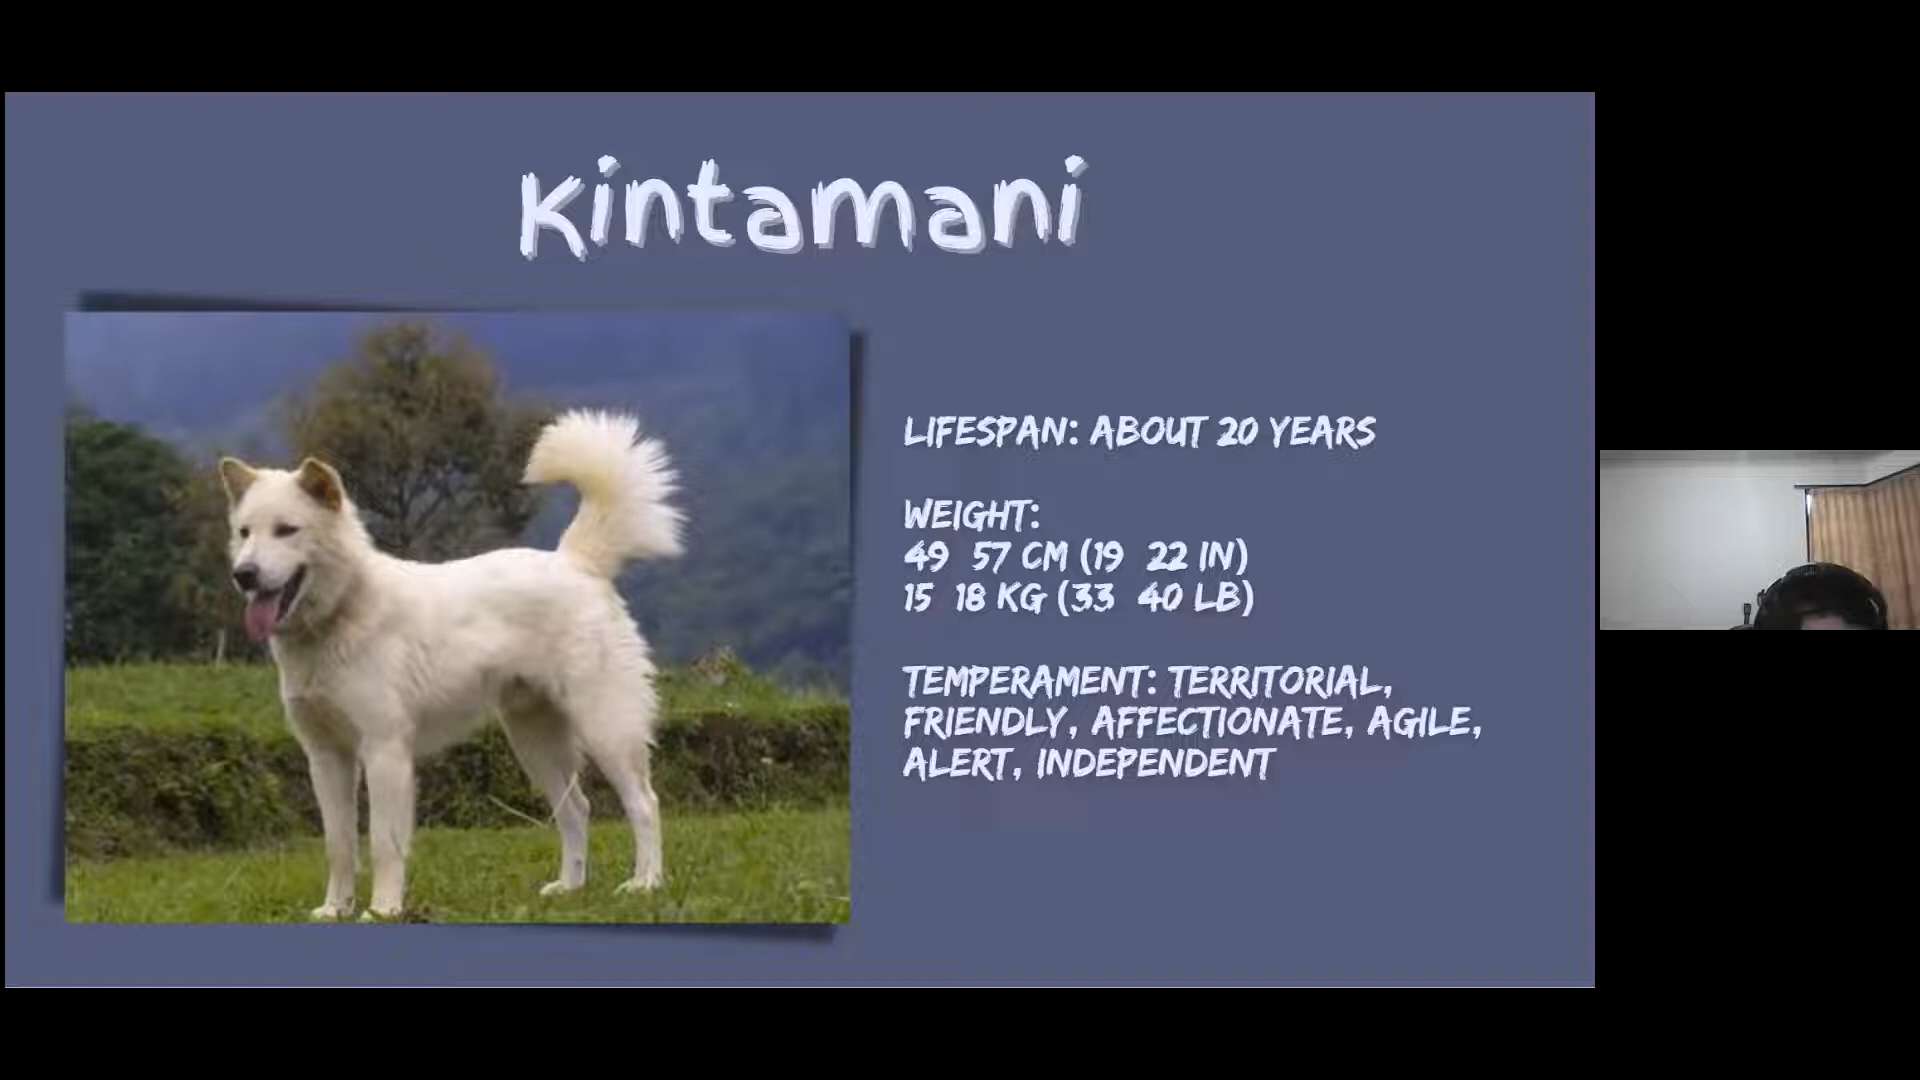 Kintamani
LIFESPAN: ABOUT 20 YEARS
WEIGHT:
49 57 CM (19 22 IN)
15 18 KG (33 40 LB)
TEMPERAMENT: TERRITORIAL,
FRIENDLY, AFFECTIONATE, AGILE,
ALERT, INDEPENDENT